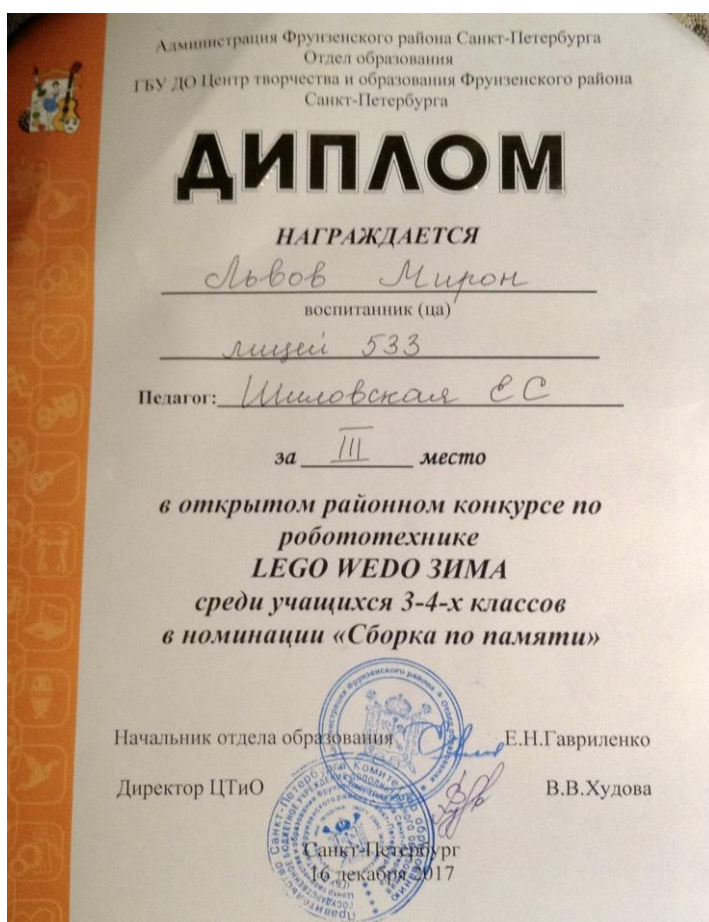 Администрация Фрунзенского района Санкт-Петербурга
Отдел образования
ГБУ ДО Центр творчества и образования Фрунзенского района
Санкт-Петербурга
ДИПЛОМ
НАГРАЖДАЕТСЯ
Львов Мирон
воспитанник (ца)
лицей 533
Педагог: Шиловская ЕС
за III место
в открытом районном конкурсе по
робототехнике
LEGO WEDO ЗИМА
среди учащихся 3-4-х классов
в номинации «Сборка по памяти»
Начальник отдела образования Е.Н.Гавриленко
Директор ЦТиО В.В.Худова
Санкт-Петербург
16 декабря 2017